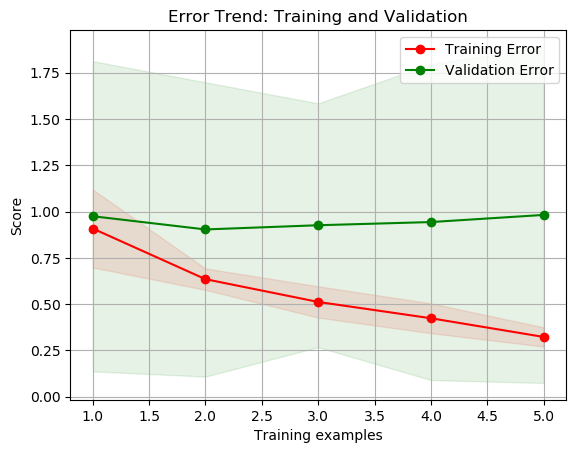 Error Trend: Training and Validation
Training Error
Validation Error
Score
1.75
1.50
1.25
1.00
0.75
0.50
0.25
0.00
1.0 1.5 2.0 2.5 3.0 3.5 4.0 4.5 5.0
Training examples